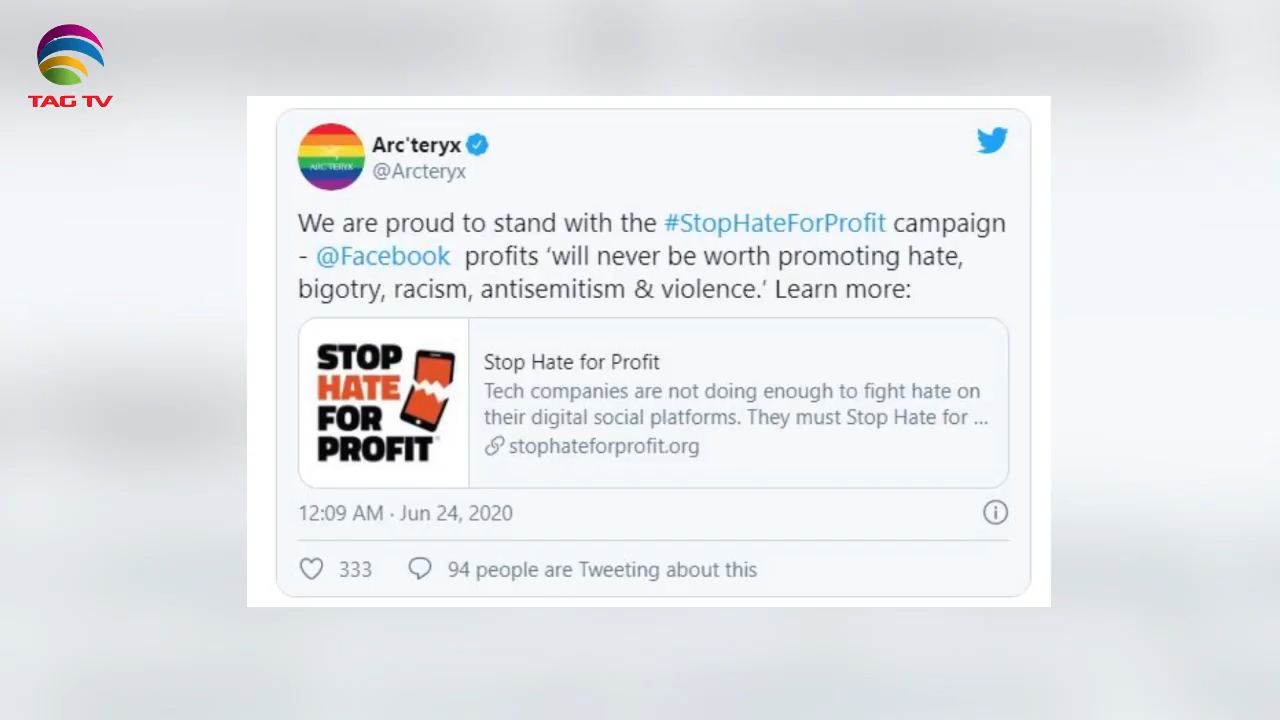 TAG TV
Arc'teryx
@Arcteryx
ARC'TERYX
We are proud to stand with the #StopHateForProfit campaign
- @Facebook profits ‘will never be worth promoting hate,
bigotry, racism, antisemitism & violence.’ Learn more:
STOP
HATE
FOR
PROFIT
Stop Hate for Profit
Tech companies are not doing enough to fight hate on
their digital social platforms. They must Stop Hate for ...
stophateforprofit.org
12:09 AM · Jun 24, 2020
333
94 people are Tweeting about this